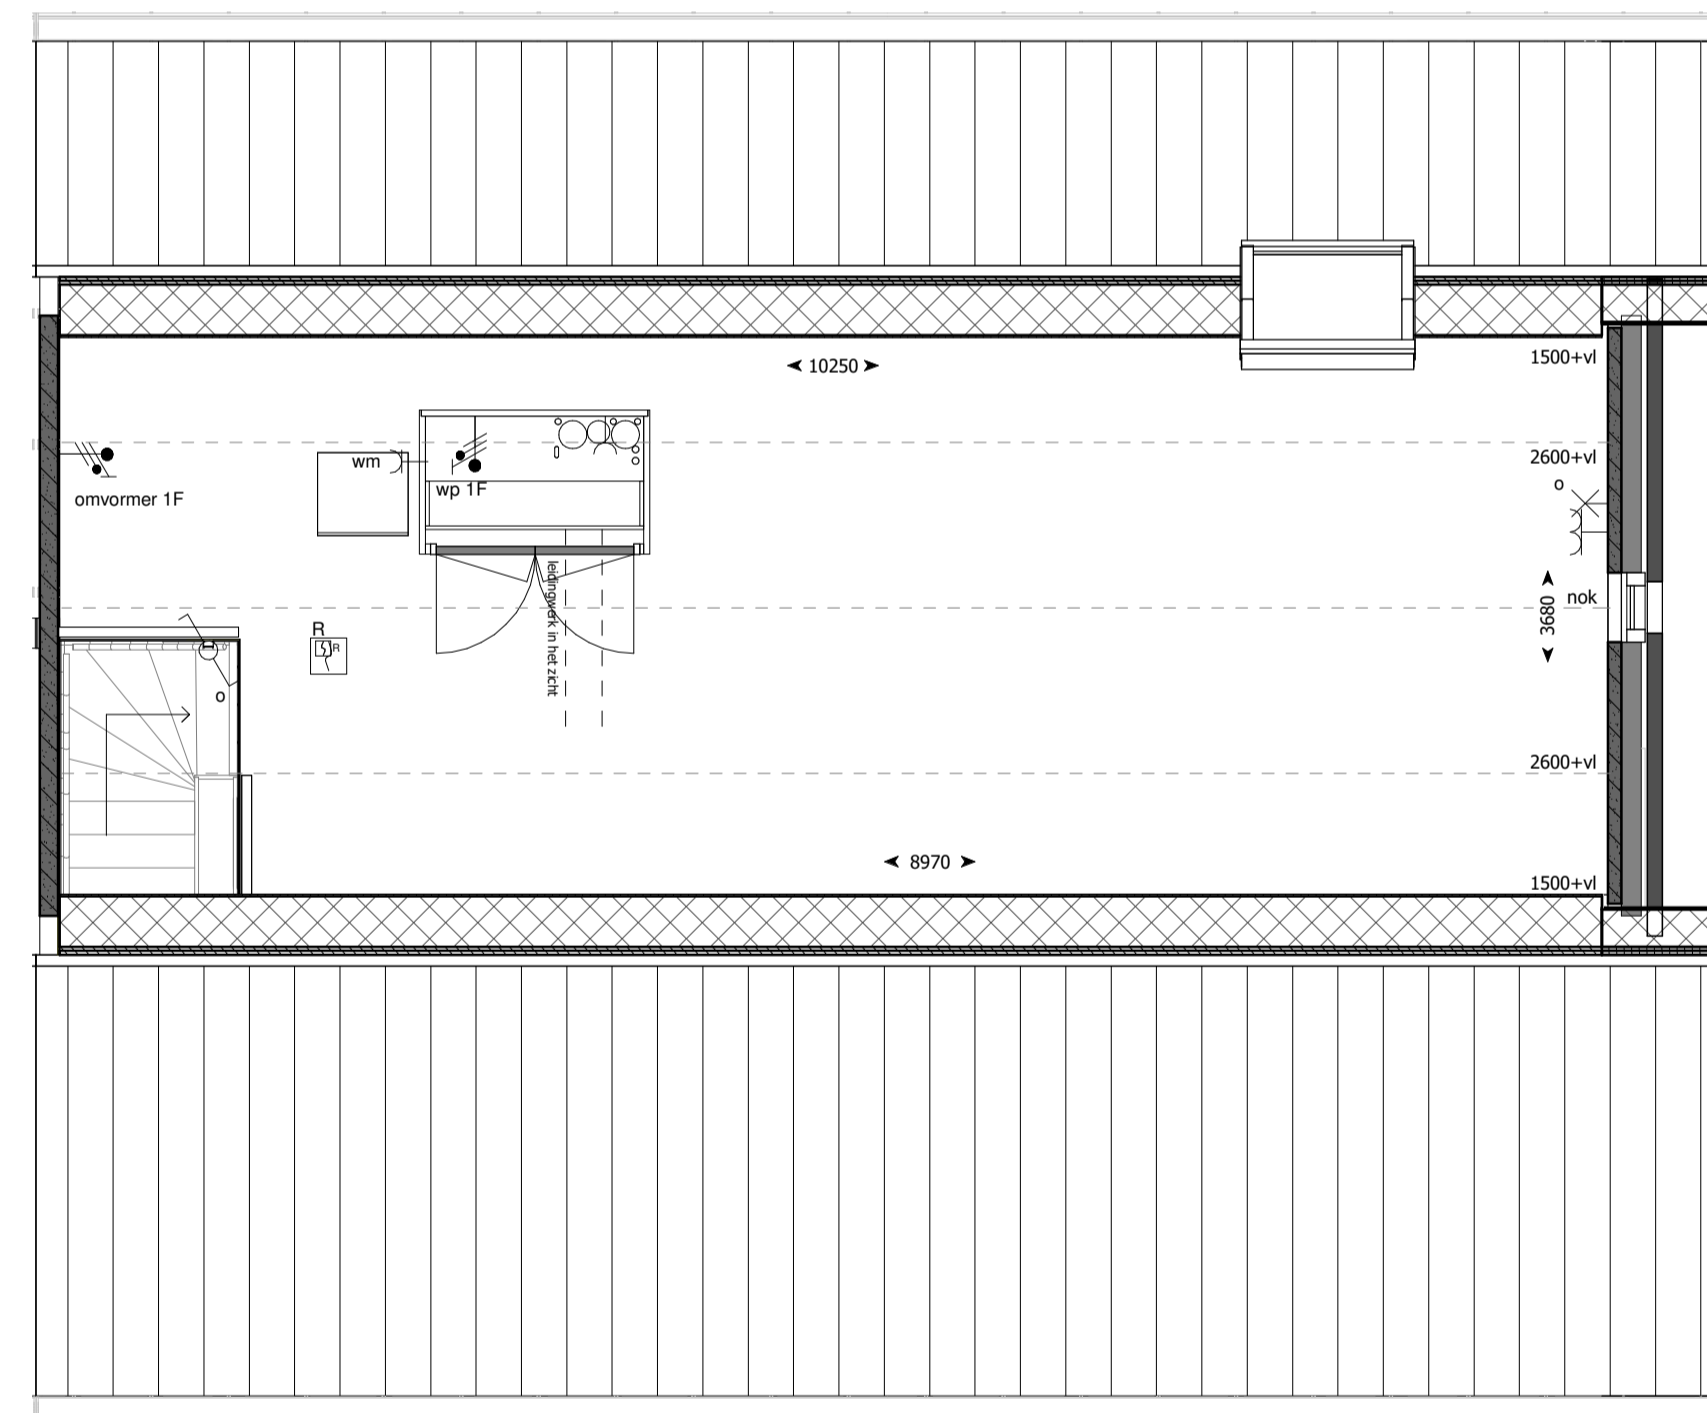 10250
1500+vl
2600+vl
wm
wp 1F
omvormer 1F
o
leidingwerk in het zicht
nok
3680
R
R
o
2600+vl
8970
1500+vl